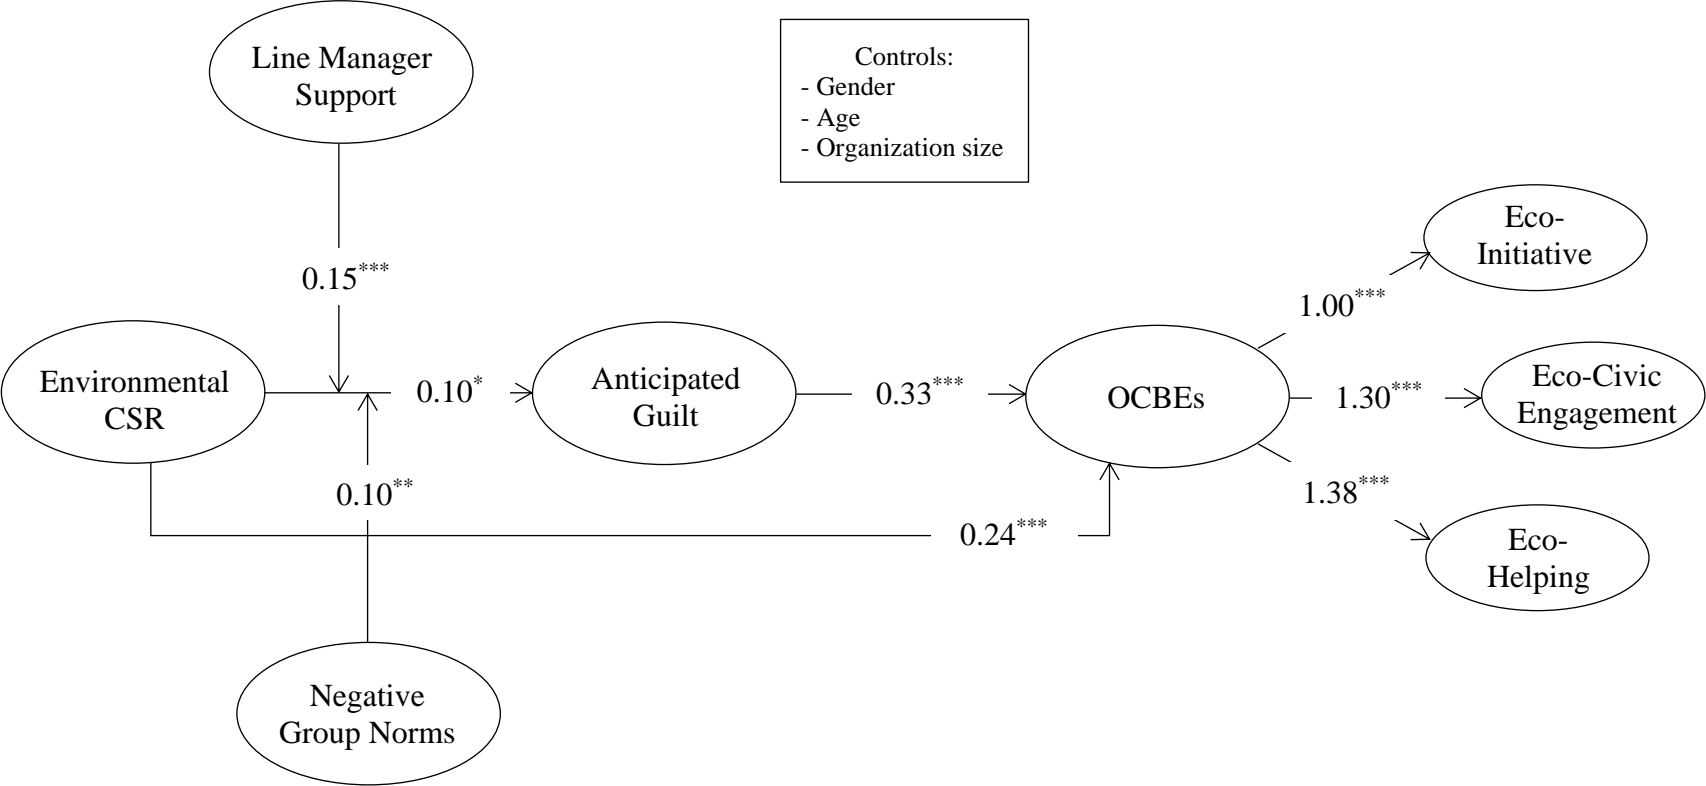 Line Manager
Support
Controls:
- Gender
- Age
- Organization size
Eco-
Initiative
0.15***
1.00***
Environmental
CSR
0.10*
Anticipated
Guilt
0.33***
OCBEs
1.30***
Eco-Civic
Engagement
0.10**
1.38***
0.24***
Eco-
Helping
Negative
Group Norms